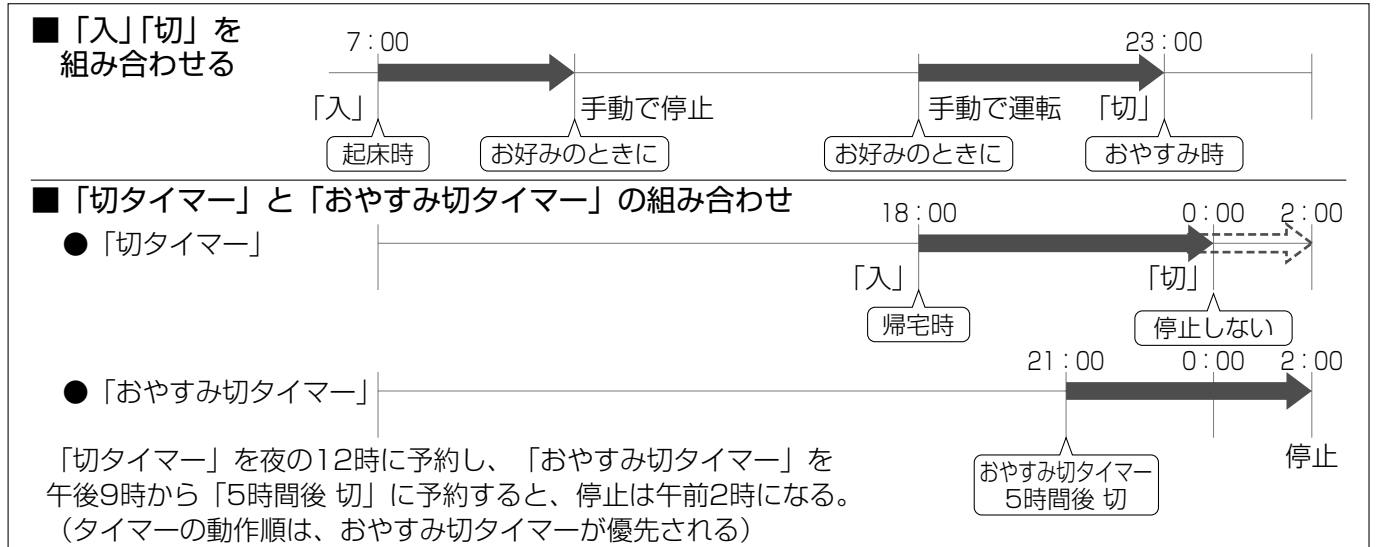 ■「入」「切」を
組み合わせる
7：00
23：00
「入」
手動で停止
手動で運転
「切」
起床時
お好みのときに
お好みのときに
おやすみ時
■「切タイマー」と「おやすみ切タイマー」の組み合わせ
18：00
0：00
2：00
●「切タイマー」
「入」
「切」
帰宅時
停止しない
21：00
0：00
2：00
●「おやすみ切タイマー」
停止
おやすみ切タイマー
5時間後 切
「切タイマー」を夜の12時に予約し、「おやすみ切タイマー」を
午後9時から「5時間後 切」に予約すると、停止は午前2時になる。
（タイマーの動作順は、おやすみ切タイマーが優先される）